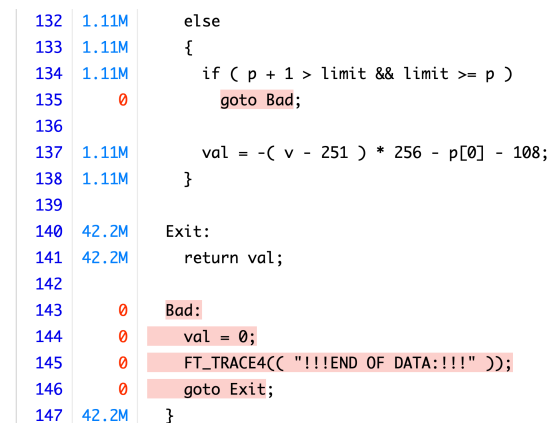 132 1.11M else
133 1.11M {
134 1.11M if ( p + 1 > limit && limit >= p )
135 0 goto Bad;
136
137 1.11M val = -( v - 251 ) * 256 - p[0] - 108;
138 1.11M }
139
140 42.2M Exit:
141 42.2M return val;
142
143 0 Bad:
144 0 val = 0;
145 0 FT_TRACE4(( "!!!END OF DATA:!!!" ));
146 0 goto Exit;
147 42.2M }